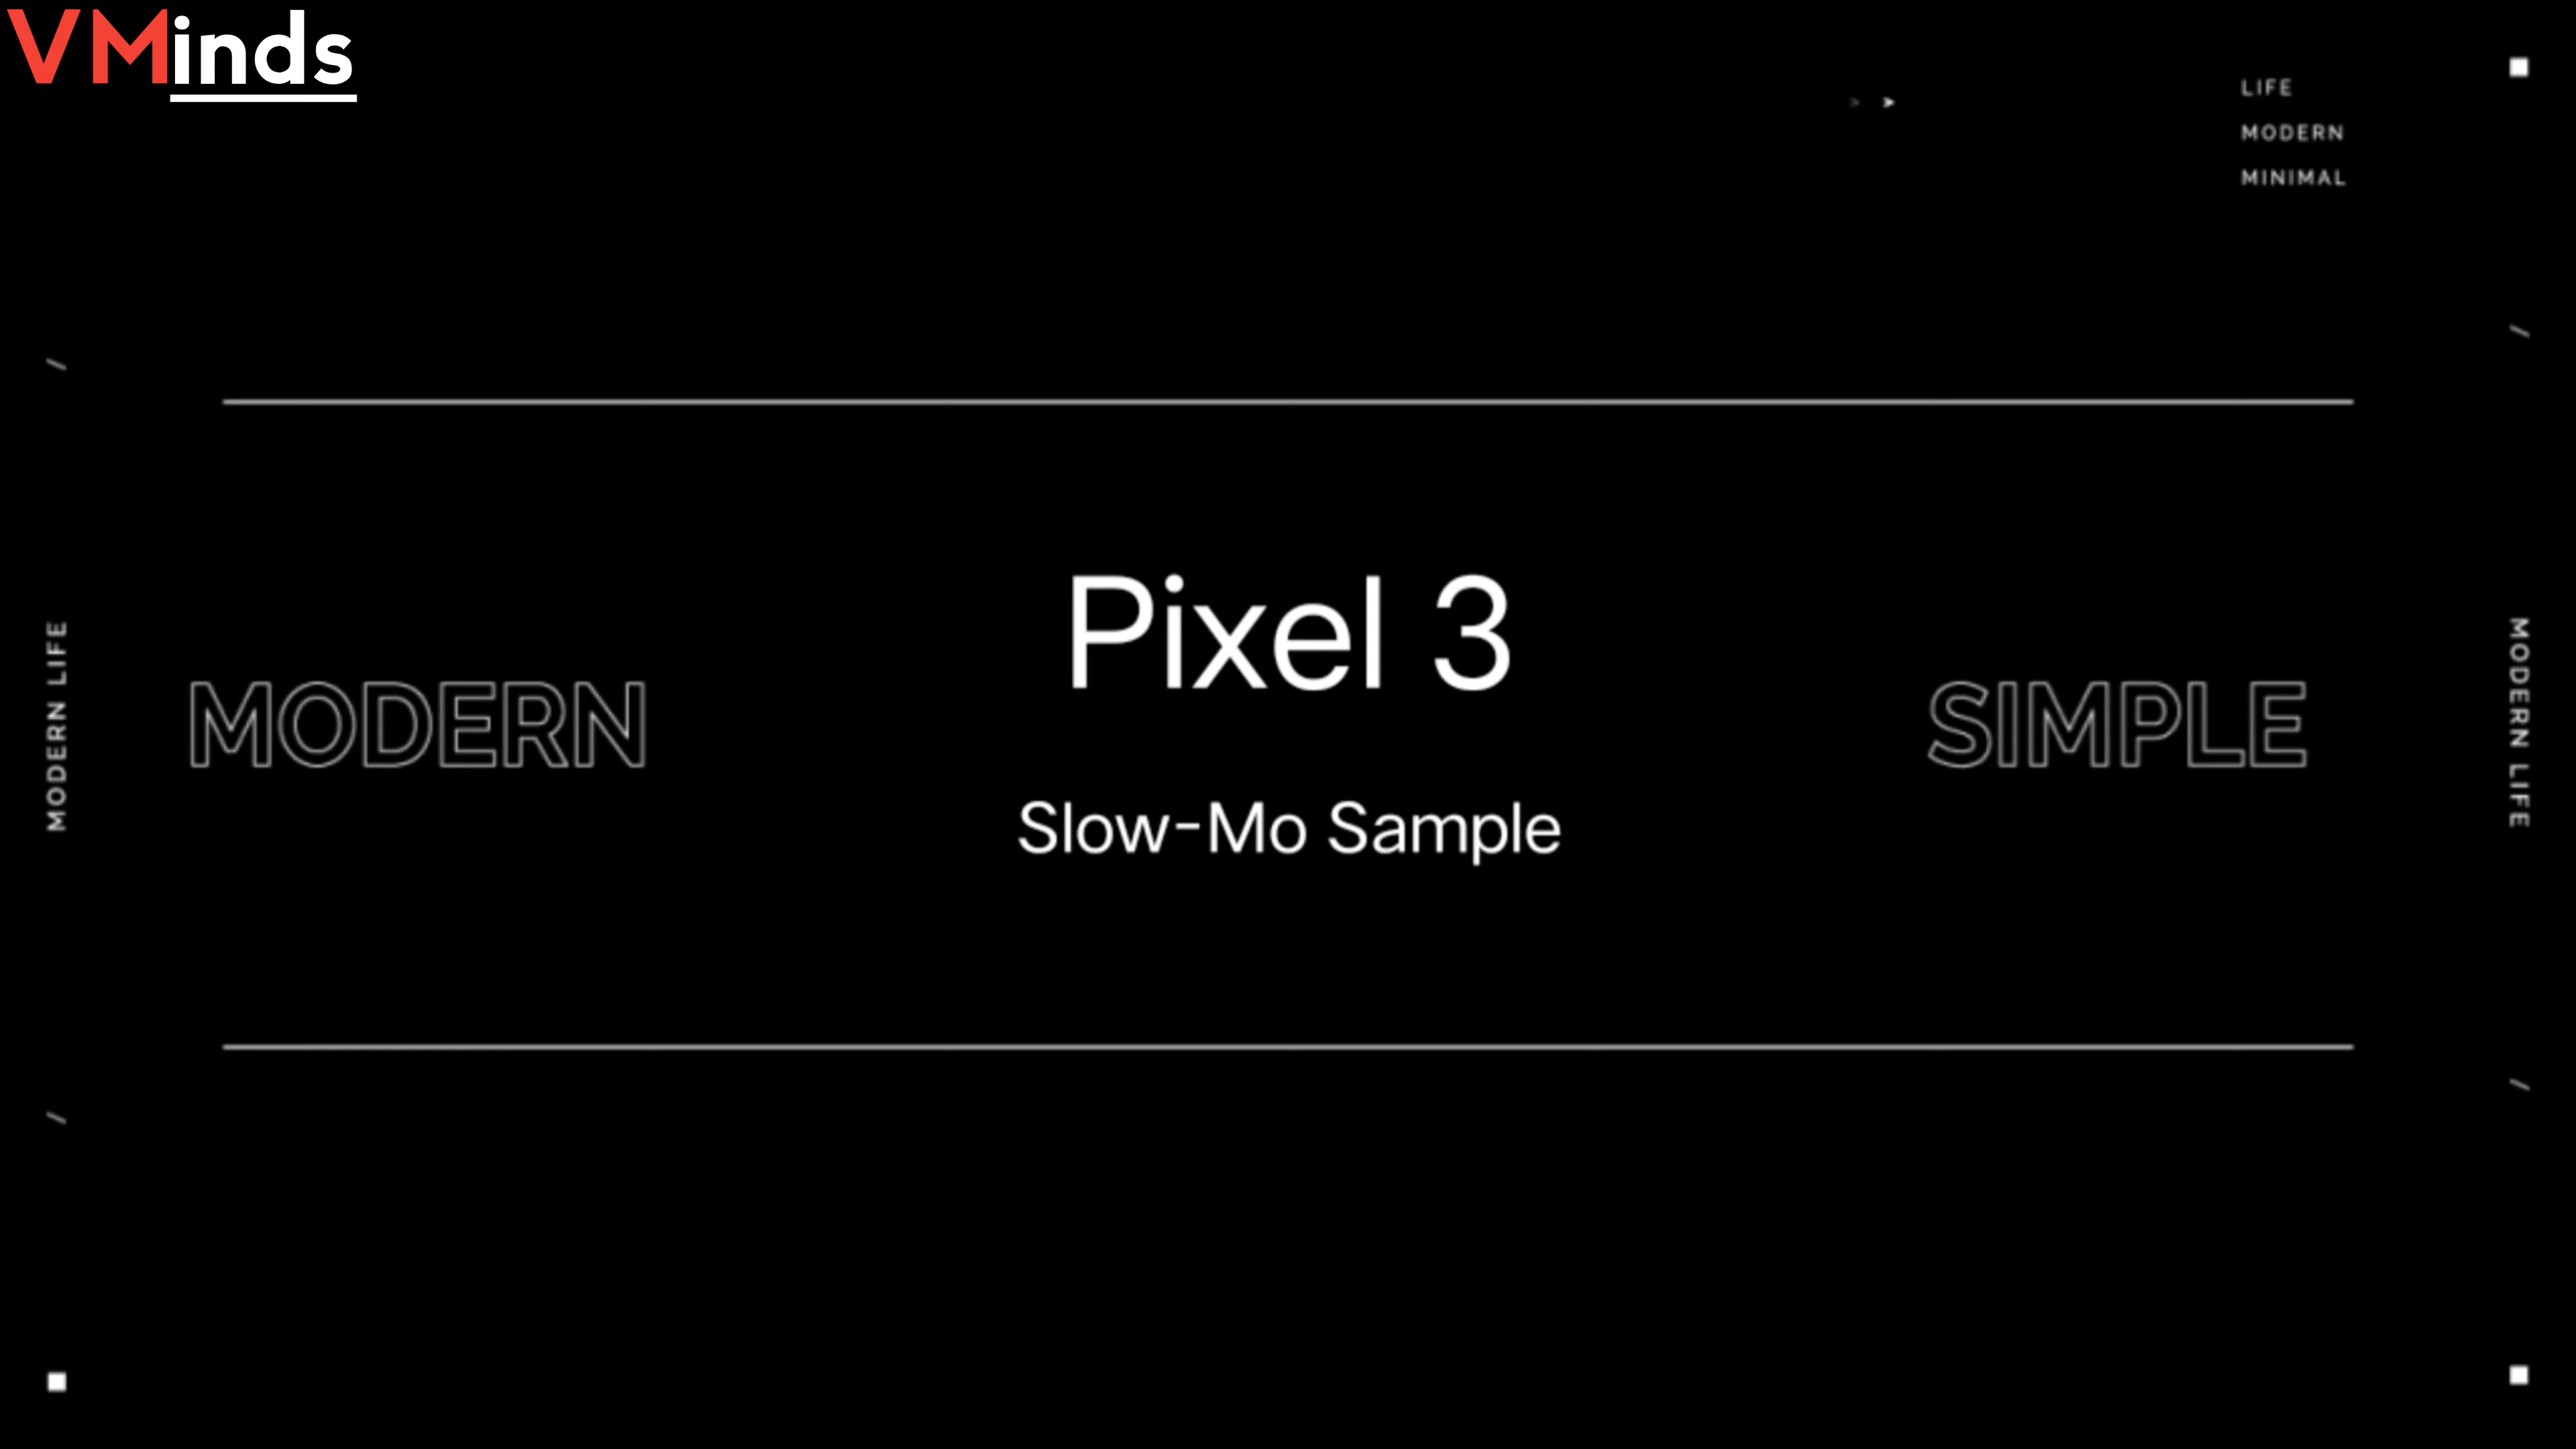 VMinds
> >
LIFE
MODERN
MINIMAL
MODERN LIFE
/
/
MODERN
Pixel 3
Slow-Mo Sample
SIMPLE
MODERN LIFE
/
/